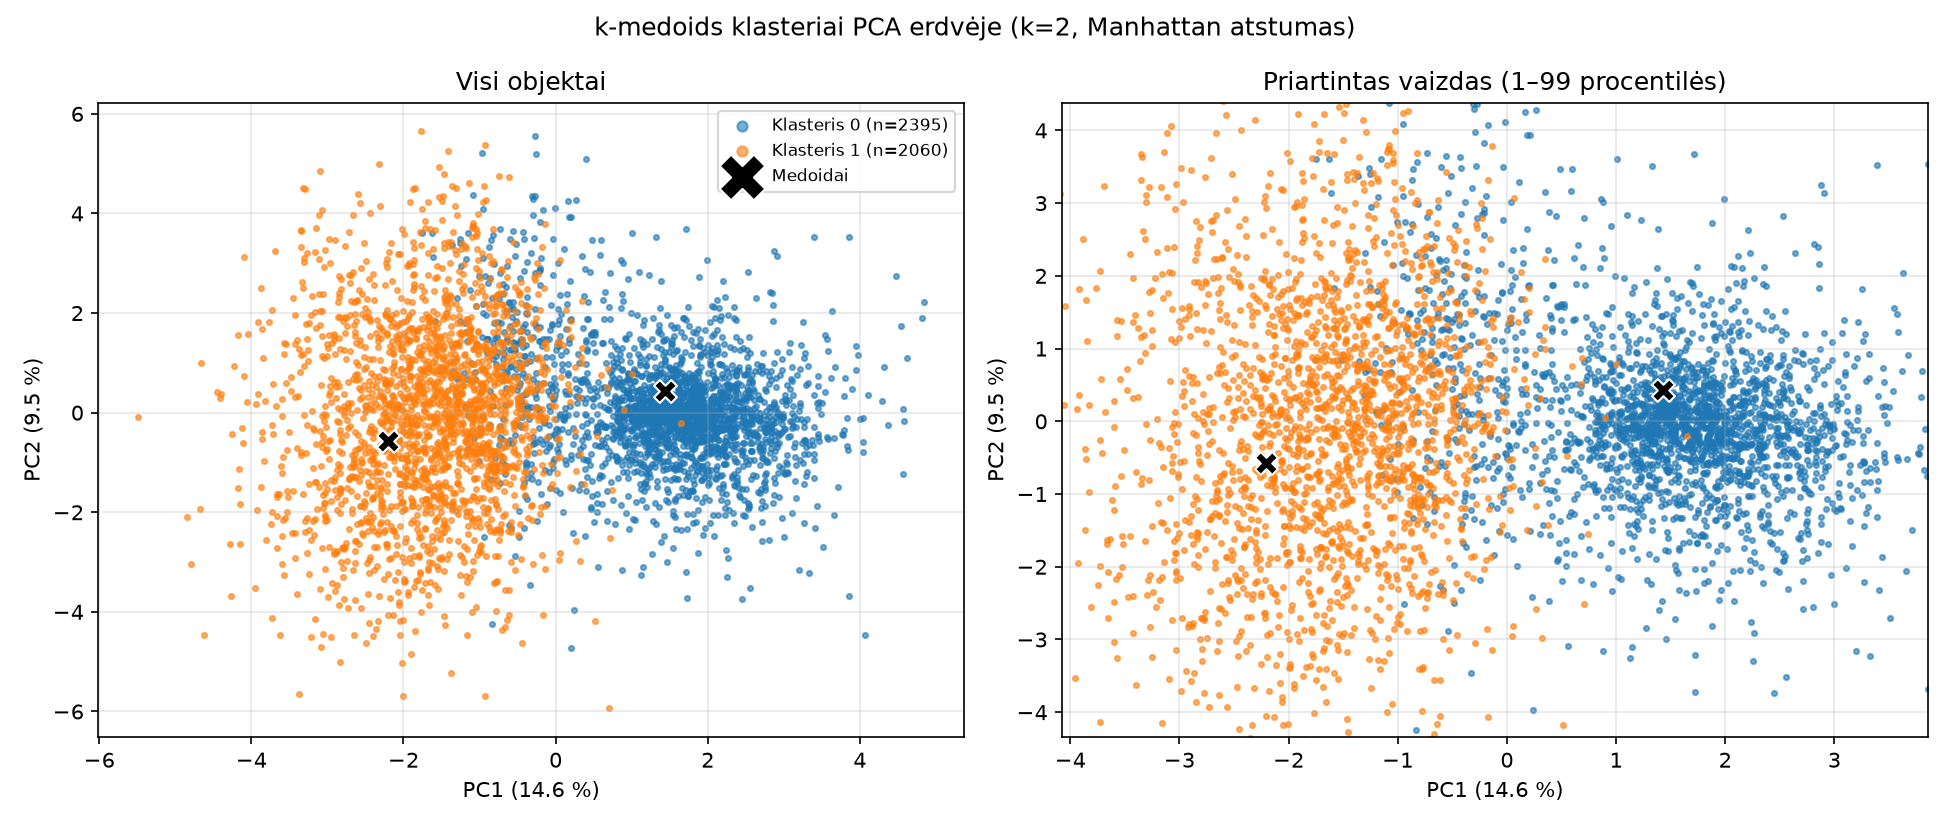 k-medoids klasteriai PCA erdvėje (k=2, Manhattan atstumas)
Visi objektai
6
4
2
0
−2
−4
−6
PC2 (9.5 %)
Klasteris 0 (n=2395)
Klasteris 1 (n=2060)
Medoidai
−6 −4 −2 0 2 4
PC1 (14.6 %)
Priartintas vaizdas (1–99 procentilės)
4
3
2
1
0
−1
−2
−3
−4
PC2 (9.5 %)
−4 −3 −2 −1 0 1 2 3
PC1 (14.6 %)